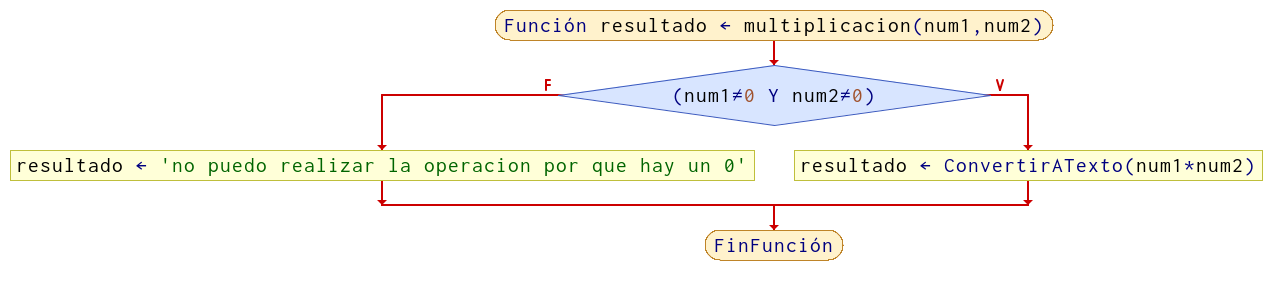 Función resultado ← multiplicacion(num1,num2)
F
V
(num1≠0 Y num2≠0)
resultado ← 'no puedo realizar la operacion por que hay un 0'
resultado ← ConvertirATexto(num1*num2)
FinFunción